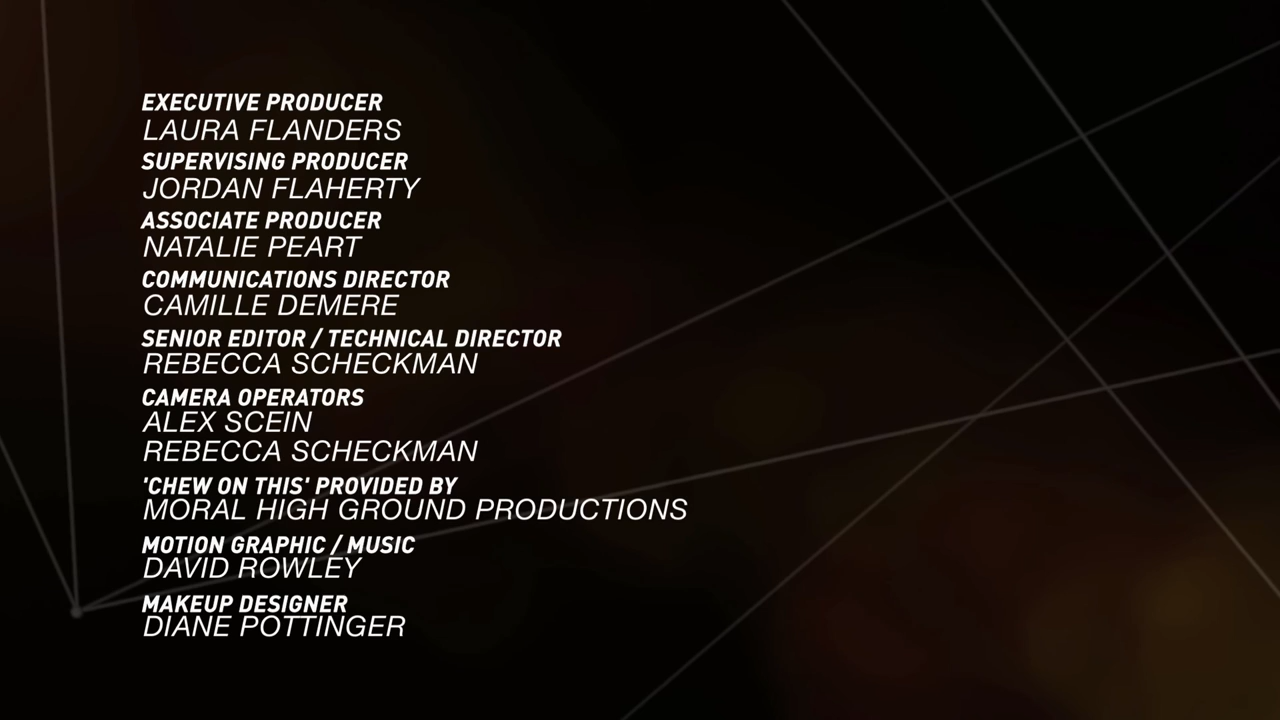 EXECUTIVE PRODUCER
LAURA FLANDERS
SUPERVISING PRODUCER
JORDAN FLAHERTY
ASSOCIATE PRODUCER
NATALIE PEART
COMMUNICATIONS DIRECTOR
CAMILLE DEMERE
SENIOR EDITOR / TECHNICAL DIRECTOR
REBECCA SCHECKMAN
CAMERA OPERATORS
ALEX SCEIN
REBECCA SCHECKMAN
'CHEW ON THIS' PROVIDED BY
MORAL HIGH GROUND PRODUCTIONS
MOTION GRAPHIC / MUSIC
DAVID ROWLEY
MAKEUP DESIGNER
DIANE POTTINGER